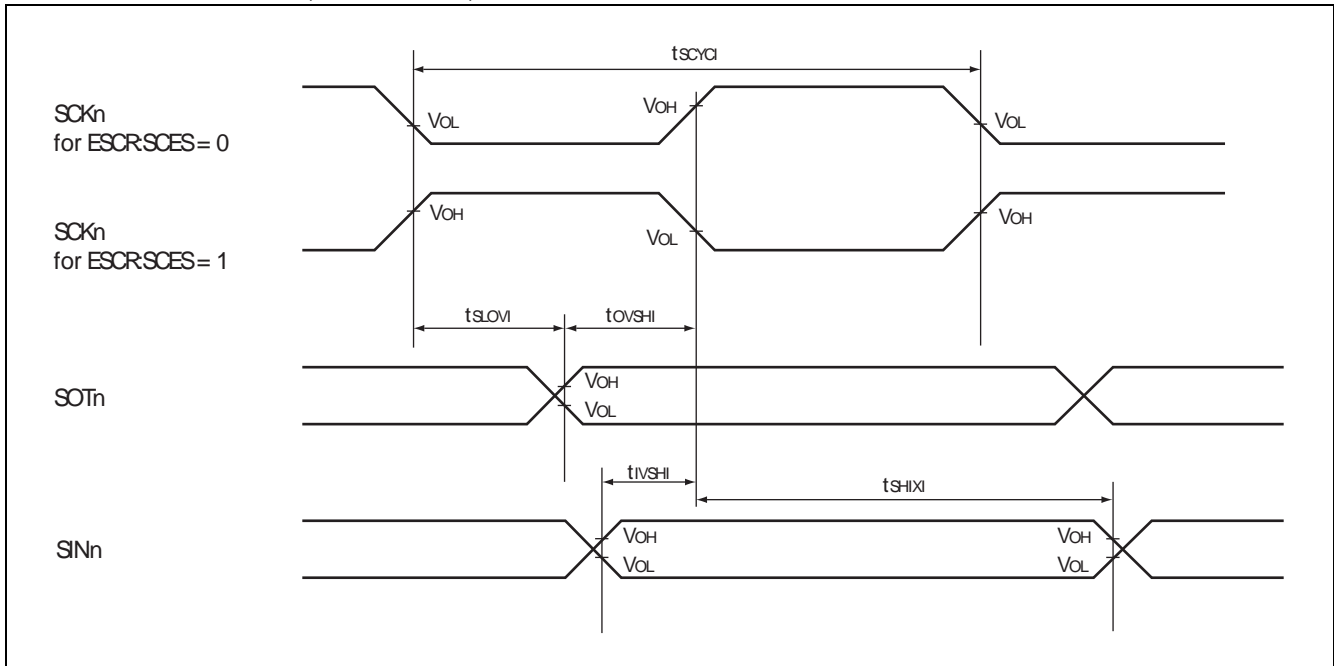 tSCYCI
SCKn
for ESCR:SCES = 0
VOL
VOH
VOL
SCKn
for ESCR:SCES = 1
VOH
VOL
VOH
tSLOVI
tOVSHI
SOTn
VOH
VOL
tIVSHI
tSHIXI
SINn
VOH
VOH
VOL
VOL